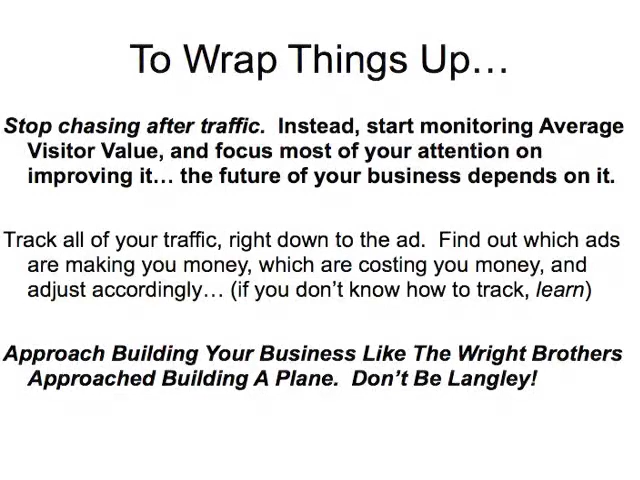 To Wrap Things Up…
Stop chasing after traffic.  Instead, start monitoring Average
Visitor Value, and focus most of your attention on
improving it… the future of your business depends on it.
Track all of your traffic, right down to the ad.  Find out which ads
are making you money, which are costing you money, and
adjust accordingly… (if you don’t know how to track, learn)
Approach Building Your Business Like The Wright Brothers
Approached Building A Plane.  Don’t Be Langley!